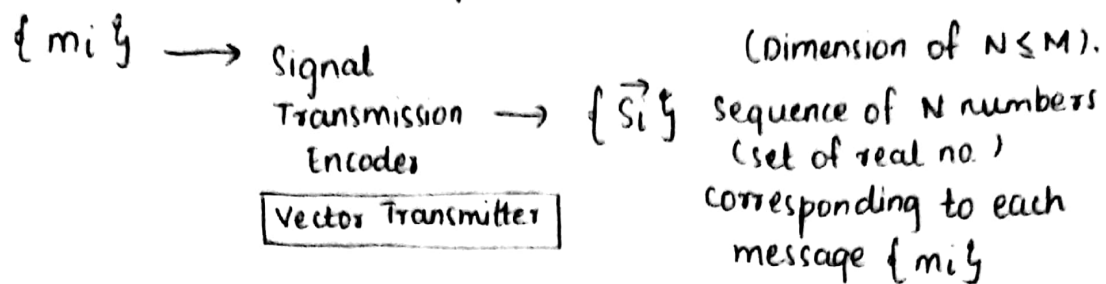 { mi } → Signal
Transmission
Encoder
Vector Transmitter
→ { s⃗i }
(Dimension of N ≤ M).
sequence of N numbers
(set of real no.)
corresponding to each
message { mi }